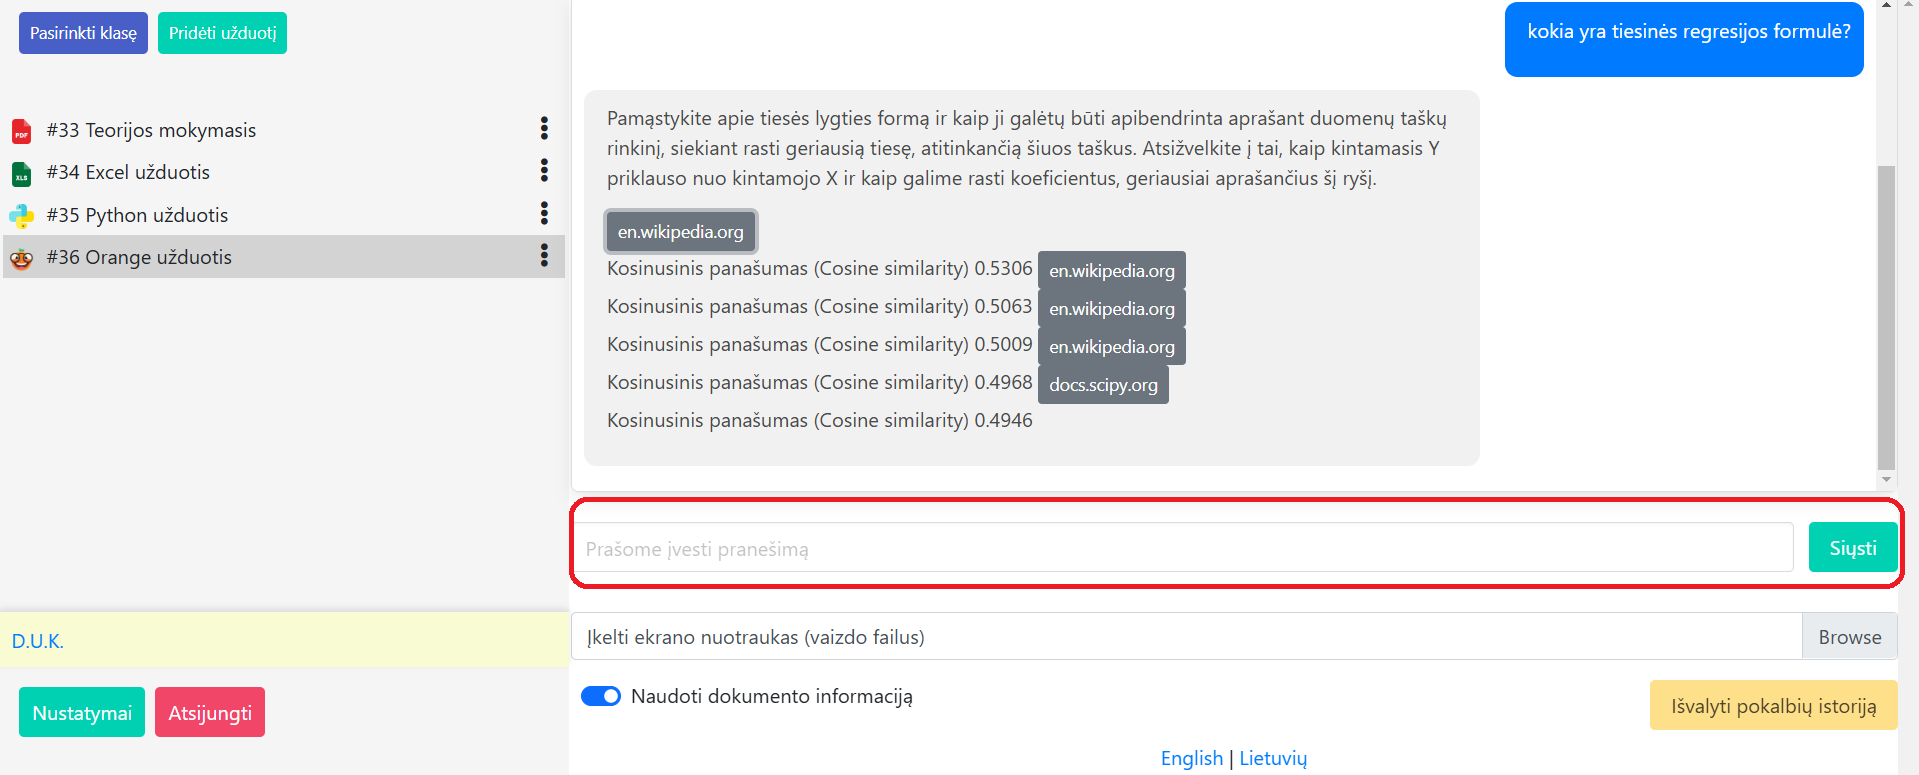 Pasirinkti klasę
Pridėti užduotį
#33 Teorijos mokymasis
#34 Excel užduotis
#35 Python užduotis
#36 Orange užduotis
D.U.K.
Nustatymai
Atsijungti
kokia yra tiesinės regresijos formulė?
Pamąstykite apie tiesės lygties formą ir kaip ji galėtų būti apibendrinta aprašant duomenų taškų
rinkinį, siekiant rasti geriausią tiesę, atitinkančią šiuos taškus. Atsižvelkite į tai, kaip kintamasis Y
priklauso nuo kintamojo X ir kaip galime rasti koeficientus, geriausiai aprašančius šį ryšį.
en.wikipedia.org
Kosinusinis panašumas (Cosine similarity) 0.5306 en.wikipedia.org
Kosinusinis panašumas (Cosine similarity) 0.5063 en.wikipedia.org
Kosinusinis panašumas (Cosine similarity) 0.5009 en.wikipedia.org
Kosinusinis panašumas (Cosine similarity) 0.4968 docs.scipy.org
Kosinusinis panašumas (Cosine similarity) 0.4946
Prašome įvesti pranešimą
Siųsti
Įkelti ekrano nuotraukas (vaizdo failus)
Browse
Naudoti dokumento informaciją
Išvalyti pokalbių istoriją
English | Lietuvių
PDF
XLS